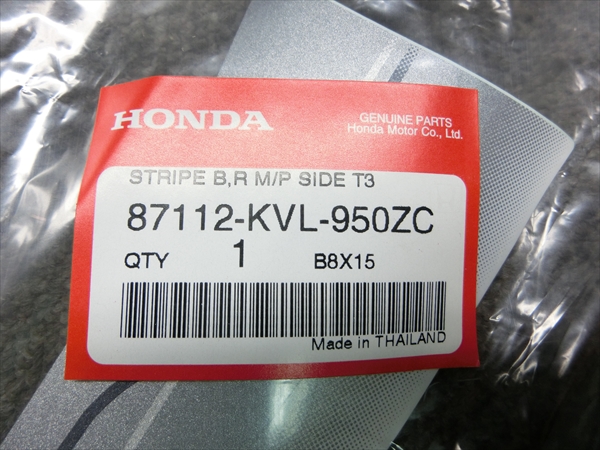 HONDA
GENUINE PARTS
Honda Motor Co., Ltd.
STRIPE B,R M/P SIDE T3
87112-KVL-950ZC
QTY 1 B8X15
Made in THAILAND